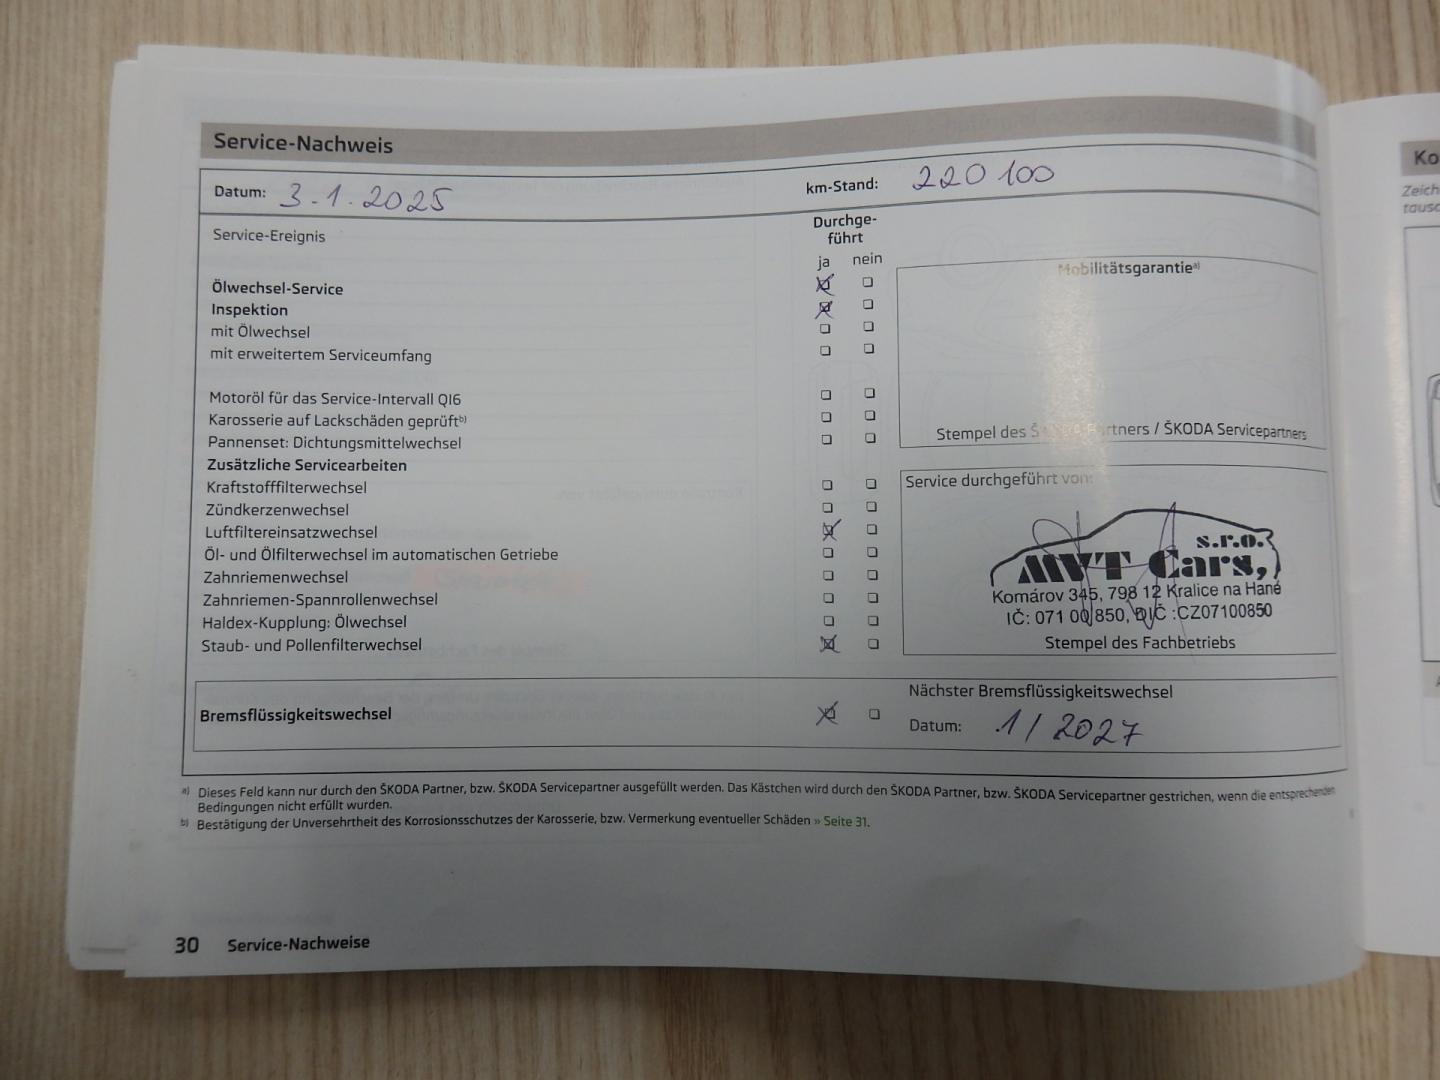 Service-Nachweis
Datum: 3.1.2025
km-Stand: 220 100
Service-Ereignis
Durchge-
führt
ja nein
Ölwechsel-Service
Inspektion
mit Ölwechsel
mit erweitertem Serviceumfang
Motoröl für das Service-Intervall QI6
Karosserie auf Lackschäden geprüft b)
Pannenset: Dichtungsmittelwechsel
Zusätzliche Servicearbeiten
Kraftstofffilterwechsel
Zündkerzenwechsel
Luftfiltereinsatzwechsel
Öl- und Ölfilterwechsel im automatischen Getriebe
Zahnriemenwechsel
Zahnriemen-Spannrollenwechsel
Haldex-Kupplung: Ölwechsel
Staub- und Pollenfilterwechsel
Mobilitätsgarantie a)
Stempel des ŠKODA Partners / ŠKODA Servicepartners
Service durchgeführt von:
s.r.o.
MVT Cars,
Komárov 345, 798 12 Kralice na Hané
IČ: 071 00 850, DIČ :CZ07100850
Stempel des Fachbetriebs
Bremsflüssigkeitswechsel
Nächster Bremsflüssigkeitswechsel
Datum: 1/2027
a) Dieses Feld kann nur durch den ŠKODA Partner, bzw. ŠKODA Servicepartner ausgefüllt werden. Das Kästchen wird durch den ŠKODA Partner, bzw. ŠKODA Servicepartner gestrichen, wenn die entsprechenden
Bedingungen nicht erfüllt wurden.
b) Bestätigung der Unversehrtheit des Korrosionsschutzes der Karosserie, bzw. Vermerkung eventueller Schäden » Seite 31.
30 Service-Nachweise
Ko
Zeich
tausc